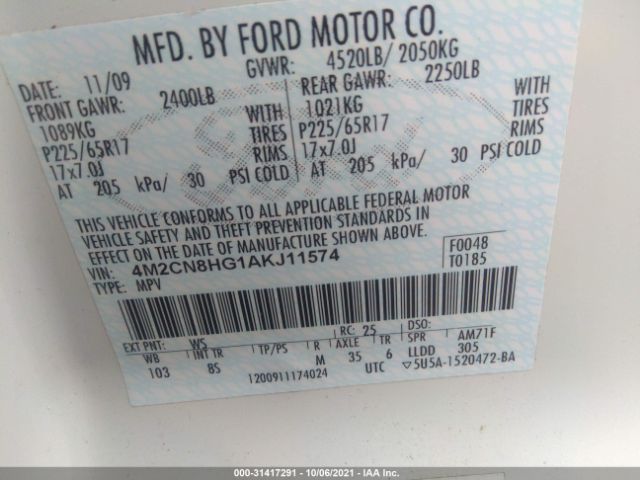 MFD. BY FORD MOTOR CO.
DATE: 11/09 GVWR: 4520LB/ 2050KG
FRONT GAWR: 2400LB REAR GAWR: 2250LB
1089KG WITH 1021KG WITH
P225/65R17 TIRES P225/65R17 TIRES
17x7.0J RIMS 17x7.0J RIMS
AT 205 kPa/ 30 PSI COLD AT 205 kPa/ 30 PSI COLD
THIS VEHICLE CONFORMS TO ALL APPLICABLE FEDERAL MOTOR
VEHICLE SAFETY AND THEFT PREVENTION STANDARDS IN
EFFECT ON THE DATE OF MANUFACTURE SHOWN ABOVE.
VIN: 4M2CN8HG1AKJ11574 F0048
TYPE: MPV T0185
EXT PNT: WS RC: 25 DSO:
WB INT TR TP/PS R AXLE TR SPR AM71F
103 8S M 35 6 LLDD 305
1200911174024 UTC ▽5U5A-1520472-BA
000-31417291 - 10/06/2021 - IAA Inc.